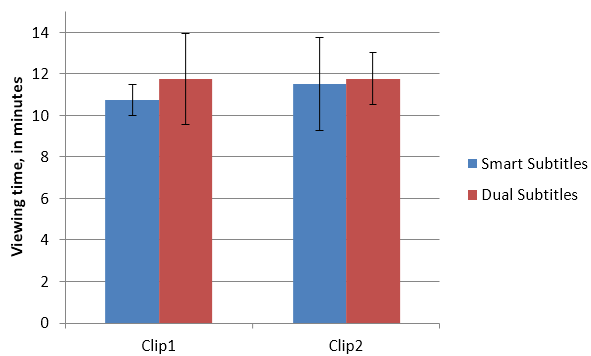 Viewing time, in minutes
14
12
10
8
6
4
2
0
Clip1
Clip2
Smart Subtitles
Dual Subtitles